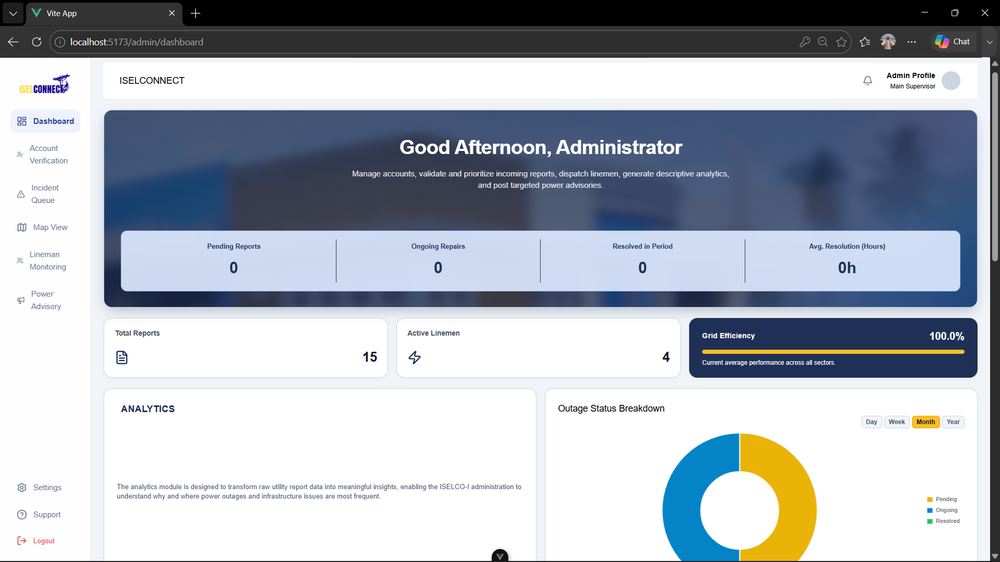 Vite App
localhost:5173/admin/dashboard
Chat
ISELCONNECT
ISELCONNECT
Admin Profile
Main Supervisor
Dashboard
Account
Verification
Incident
Queue
Map View
Lineman
Monitoring
Power
Advisory
Settings
Support
Logout
Good Afternoon, Administrator
Manage accounts, validate and prioritize incoming reports, dispatch linemen, generate descriptive analytics,
and post targeted power advisories.
Pending Reports
0
Ongoing Repairs
0
Resolved in Period
0
Avg. Resolution (Hours)
0h
Total Reports
15
Active Linemen
4
Grid Efficiency
100.0%
Current average performance across all sectors.
ANALYTICS
The analytics module is designed to transform raw utility report data into meaningful insights, enabling the ISELCO-I administration to
understand why and where power outages and infrastructure issues are most frequent.
Outage Status Breakdown
Day
Week
Month
Year
Pending
Ongoing
Resolved